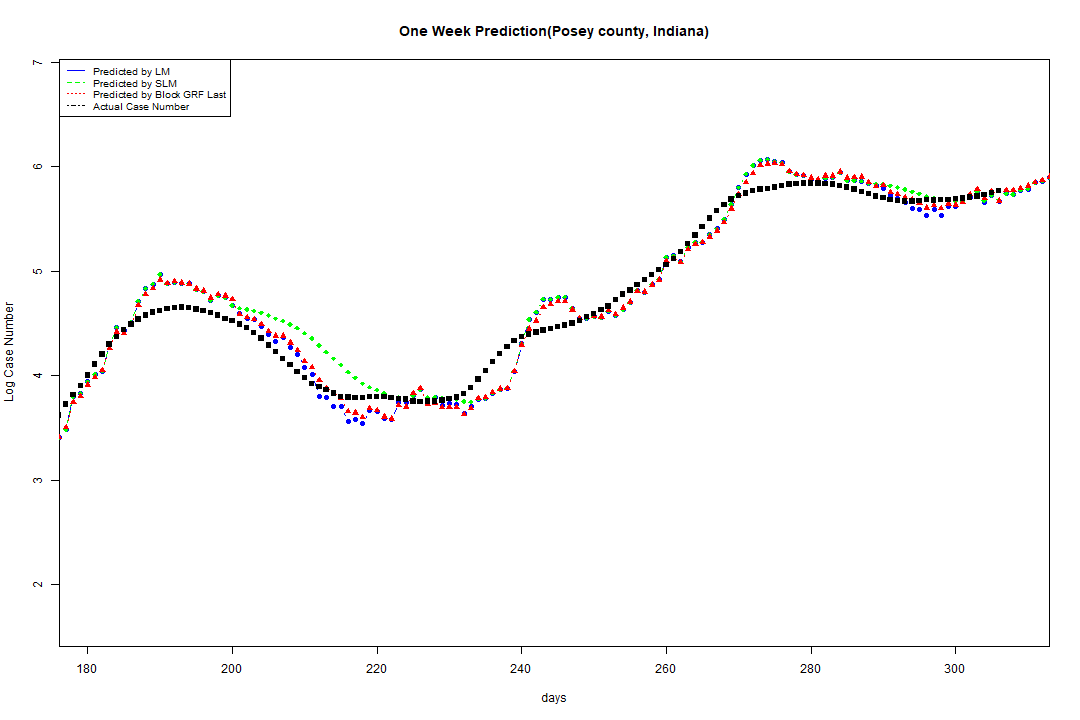 One Week Prediction(Posey county, Indiana)
7
Predicted by LM
Predicted by SLM
Predicted by Block GRF Last
Actual Case Number
6
5
4
3
2
Log Case Number
180 200 220 240 260 280 300
days